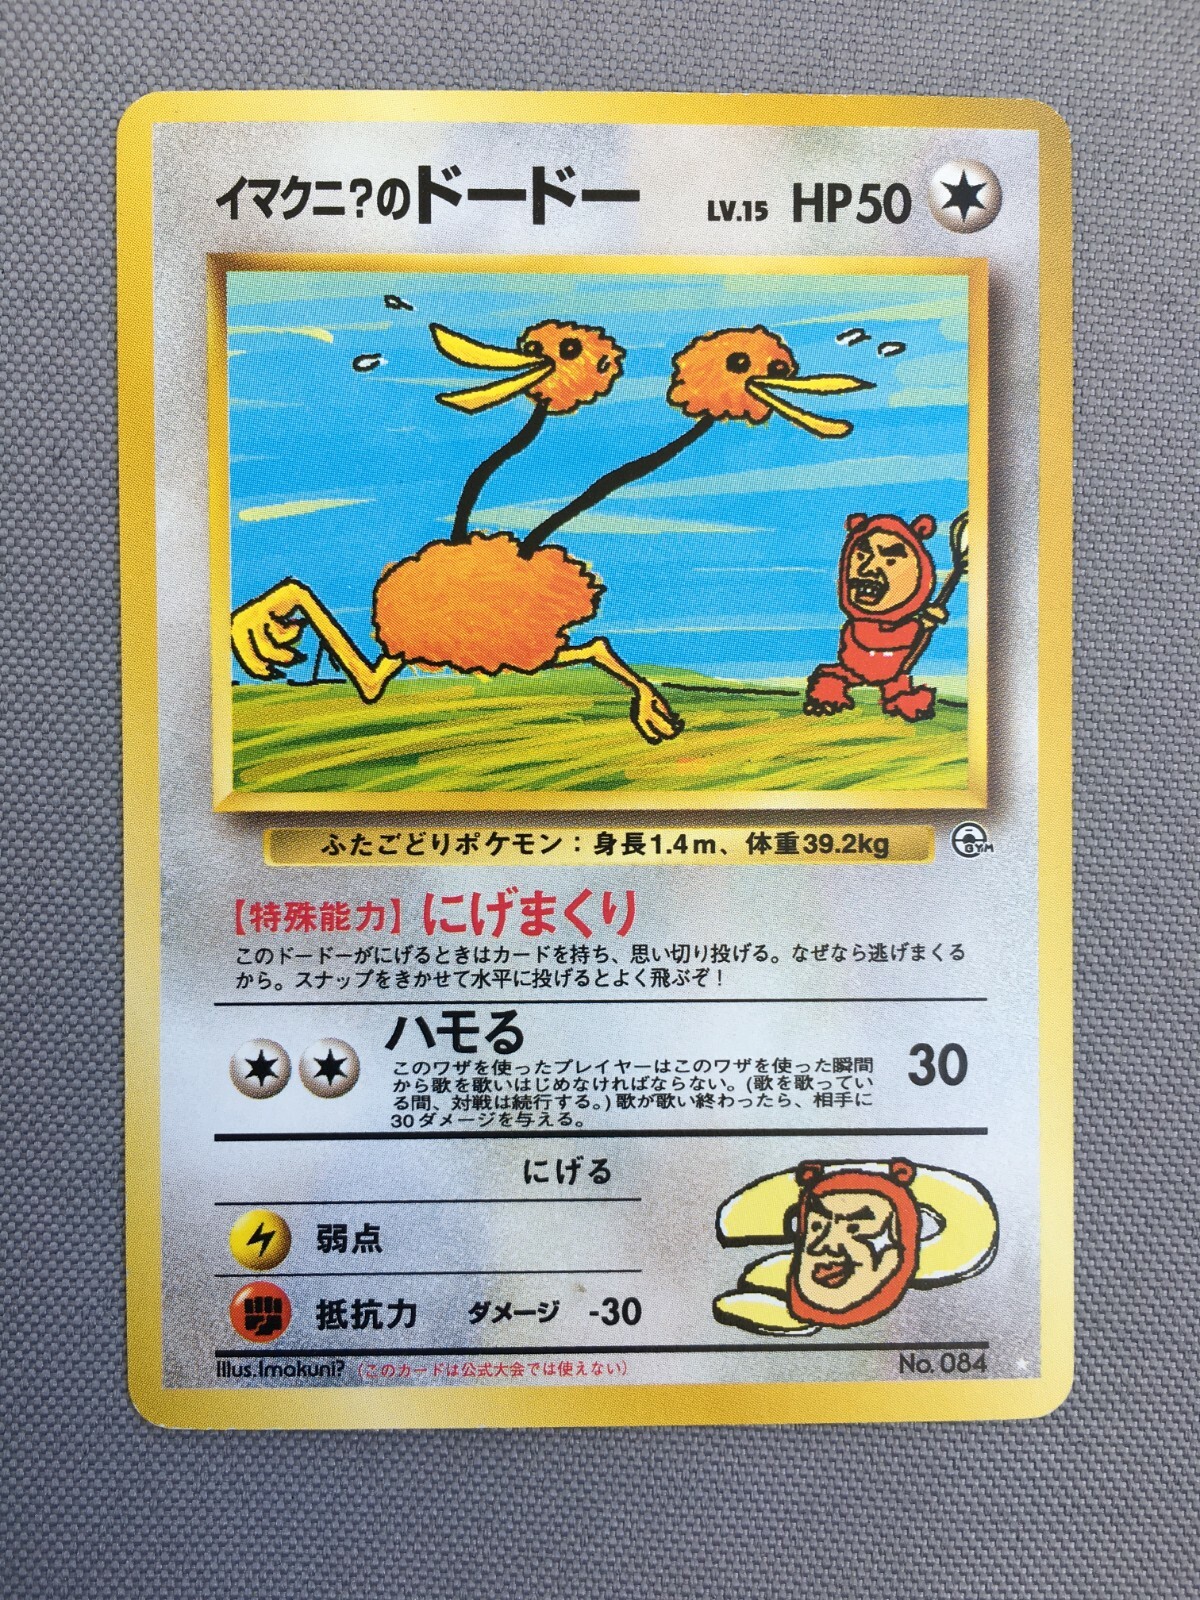 イマクニ?のドードー LV.15 HP50
ふたごどりポケモン：身長1.4m、体重39.2kg
GYM
【特殊能力】にげまくり
このドードーがにげるときはカードを持ち、思い切り投げる。なぜなら逃げまくる
から。スナップをきかせて水平に投げるとよく飛ぶぞ！
ハモる 30
このワザを使ったプレイヤーはこのワザを使った瞬間
から歌を歌いはじめなければならない。(歌を歌ってい
る間、対戦は続行する。)歌が歌い終わったら、相手に
30ダメージを与える。
にげる
弱点
抵抗力 ダメージ -30
Illus.Imakuni? (このカードは公式大会では使えない) No.084